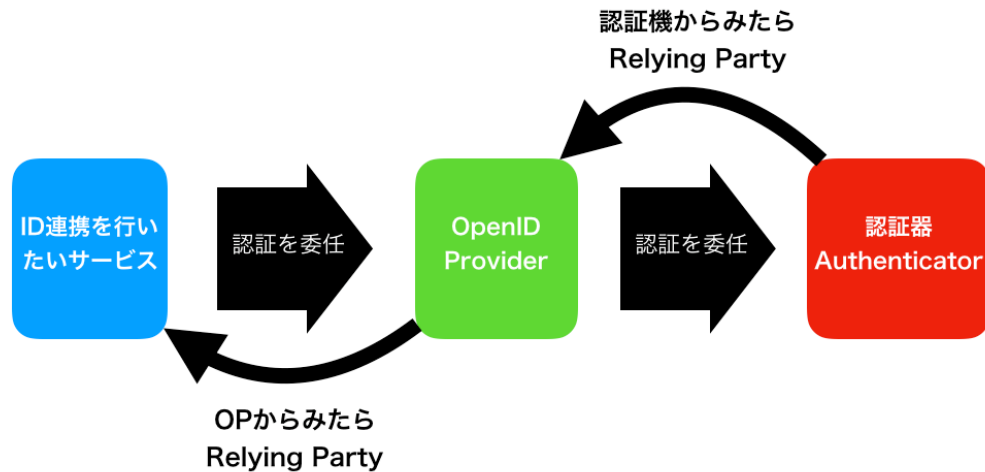 認証機からみたら
Relying Party
ID連携を行い
たいサービス
認証を委任
OpenID
Provider
認証を委任
認証器
Authenticator
OPからみたら
Relying Party